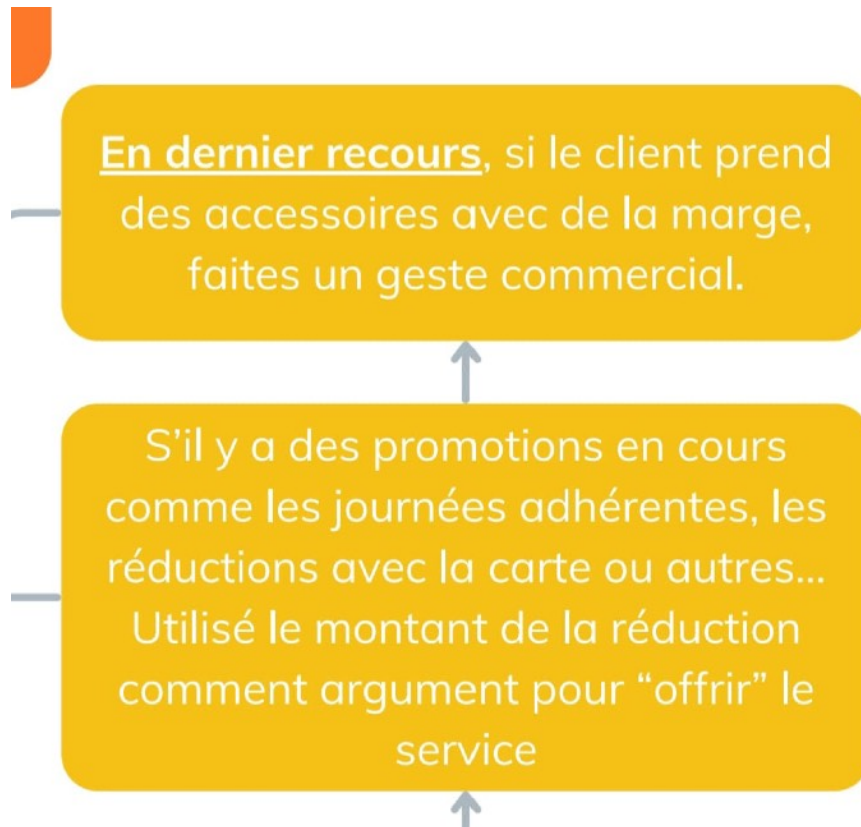 En dernier recours, si le client prend
des accessoires avec de la marge,
faites un geste commercial.
S’il y a des promotions en cours
comme les journées adhérentes, les
réductions avec la carte ou autres...
Utilisé le montant de la réduction
comment argument pour “offrir” le
service